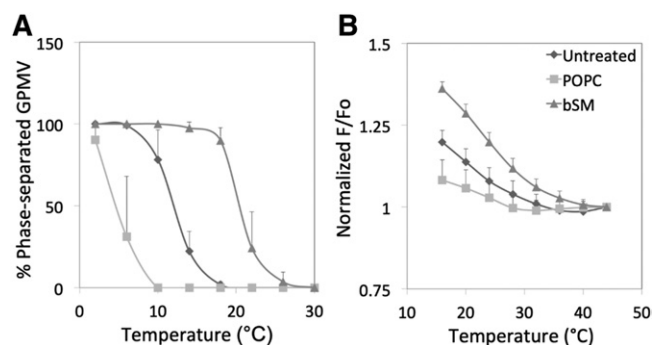 A
% Phase-separated GPMV
150
100
50
0
0
10
20
30
Temperature (°C)
B
Normalized F/Fo
1.5
1.25
1
0.75
10
20
30
40
50
Temperature (°C)
Untreated
POPC
bSM